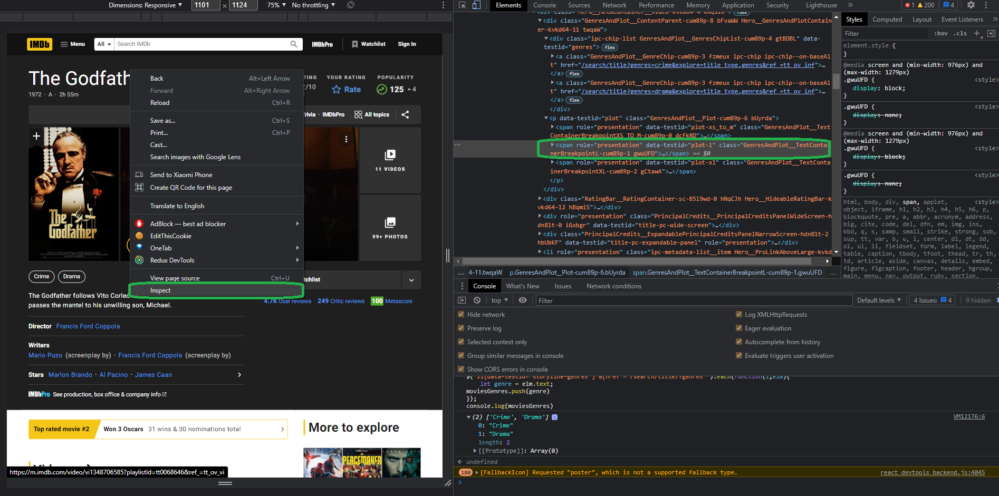 Dimensions: Responsive ▼ 1101 × 1124 75% ▼ No throttling ▼
IMDb Menu All Search IMDb IMDbPro Watchlist Sign In
The Godfath
1972 · A · 2h 55m
TING YOUR RATING POPULARITY
/10 Rate 125 4
rivia · IMDbPro All topics
The Godfather
11 VIDEOS
99+ PHOTOS
Crime Drama
tchlist
The Godfather follows Vito Corle
passes the mantel to his unwilling son, Michael.
4.7K User reviews 249 Critic reviews 100 Metascore
Director Francis Ford Coppola
Writers
Mario Puzo (screenplay by) · Francis Ford Coppola (screenplay by)
Stars Marlon Brando · Al Pacino · James Caan
IMDbPro See production, box office & company info
Top rated movie #2 Won 3 Oscars 31 wins & 30 nominations total
More to explore
PEACEMAKER
https://m.imdb.com/video/vi1348706585?playlistId=tt0068646&ref_=tt_ov_vi
Back Alt+Left Arrow
Forward Alt+Right Arrow
Reload Ctrl+R
Save as... Ctrl+S
Print... Ctrl+P
Cast...
Search images with Google Lens
Send to Xiaomi Phone
Create QR Code for this page
Translate to English
AdBlock — best ad blocker
EditThisCookie
OneTab
Redux DevTools
View page source Ctrl+U
Inspect
Elements Console Sources Network Performance Memory Application Security Lighthouse » 1 200 4
<div class="GenresAndPlot__ContentParent-cum89p-8 bFvaWW Hero__GenresAndPlotContain
er-kvkd64-11 twqaW">
<div class="ipc-chip-list GenresAndPlot__GenresChipList-cum89p-4 gtBDBL" data-
testid="genres"> flex
<a class="GenresAndPlot__GenreChip-cum89p-3 fzmeux ipc-chip ipc-chip--on-baseAl
t" href="/search/title?genres=crime&explore=title_type,genres&ref_=tt_ov_inf">…
</a> flex
<a class="GenresAndPlot__GenreChip-cum89p-3 fzmeux ipc-chip ipc-chip--on-baseAl
t" href="/search/title?genres=drama&explore=title_type,genres&ref_=tt_ov_inf">…
</a> flex
</div>
<p data-testid="plot" class="GenresAndPlot__Plot-cum89p-6 bUyrda">
<span role="presentation" data-testid="plot-xs_to_m" class="GenresAndPlot__Text
ContainerBreakpointXS_TO_M-cum89p-0 dcFkRD">…</span>
<span role="presentation" data-testid="plot-l" class="GenresAndPlot__TextContai
nerBreakpointL-cum89p-1 gwuUFD">…</span> == $0
<span role="presentation" data-testid="plot-xl" class="GenresAndPlot__TextConta
inerBreakpointXL-cum89p-2 gCtawA">…</span>
</p>
</div>
<div class="RatingBar__RatingContainer-sc-85l9wd-0 hNqCJh Hero__HideableRatingBar-k
vkd64-12 hBqmiS">…</div>
<div role="presentation" class="PrincipalCredits__PrincipalCreditsPanelWideScreen-h
dn81t-0 iGxbgr" data-testid="title-pc-wide-screen">…</div>
<div class="PrincipalCredits__ExpandablePrincipalCreditsPanelNarrowScreen-hdn81t-2
hbUbKF" data-testid="title-pc-expandable-panel" role="presentation">…</div>
<li role="presentation" class="ipc-metadata-list__item Hero__ProLinkAboveLarge-kvkd
… 4-11.twqaW p.GenresAndPlot__Plot-cum89p-6.bUyrda span.GenresAndPlot__TextContainerBreakpointL-cum89p-1.gwuUFD …
Styles Computed Layout Event Listeners »
Filter :hov .cls +
element.style {
}
@media screen and (min-width: 976px) and
(max-width: 1279px)
.gwuUFD { <style>
display: block;
}
.gwuUFD { <style>
display: none;
}
@media screen and (min-width: 976px) and
(max-width: 1279px)
.gwuUFD { <style>
display: block;
}
.gwuUFD { <style>
display: none;
}
html, body, div, span, applet, <style>
object, iframe, h1, h2, h3, h4, h5, h6, p,
blockquote, pre, a, abbr, acronym, address,
big, cite, code, del, dfn, em, img, ins,
kbd, q, s, samp, small, strike, strong, sub,
sup, tt, var, b, u, i, center, dl, dt, dd,
ol, ul, li, fieldset, form, label, legend,
table, caption, tbody, tfoot, thead, tr, th,
td, article, aside, canvas, details, embed,
figure, figcaption, footer, header, hgroup,
main, menu, nav, output, ruby, section,
Console What's New Issues Network conditions
top ▼ Filter Default levels ▼ 4 Issues: 4 9 hidden
Hide network Log XMLHttpRequests
Preserve log Eager evaluation
Selected context only Autocomplete from history
Group similar messages in console Evaluate triggers user activation
Show CORS errors in console
let genre = elm.text;
moviesGenres.push(genre)
});
console.log(moviesGenres)
(2) ['Crime', 'Drama'] VM12176:6
0: "Crime"
1: "Drama"
length: 2
[[Prototype]]: Array(0)
undefined
180 [FallbackIcon] Requested "poster", which is not a supported fallback type. react_devtools_backend.js:4045